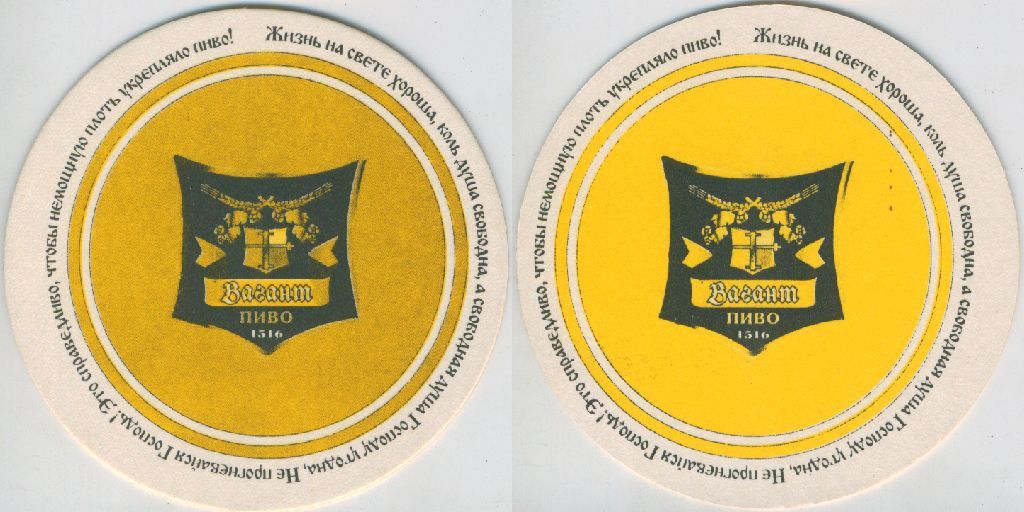 Жизнь на свете хороша, коль душа свободна, а свободная душа Господу угодна, Не прогневайся Господь! Это справедливо, чтобы немощную плоть укрепляло пиво!
Вагант
ПИВО
1516
Жизнь на свете хороша, коль душа свободна, а свободная душа Господу угодна, Не прогневайся Господь! Это справедливо, чтобы немощную плоть укрепляло пиво!
Вагант
ПИВО
1516